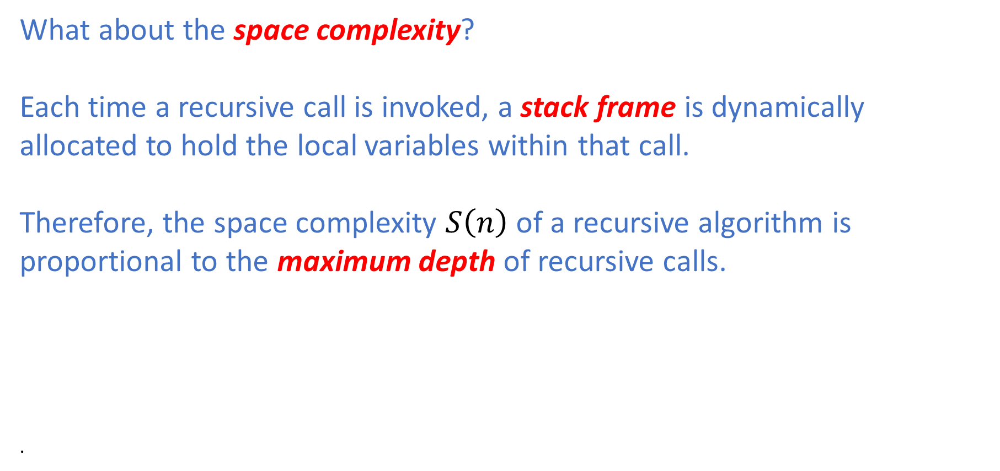 What about the space complexity?
Each time a recursive call is invoked, a stack frame is dynamically
allocated to hold the local variables within that call.
Therefore, the space complexity S(n) of a recursive algorithm is
proportional to the maximum depth of recursive calls.
.